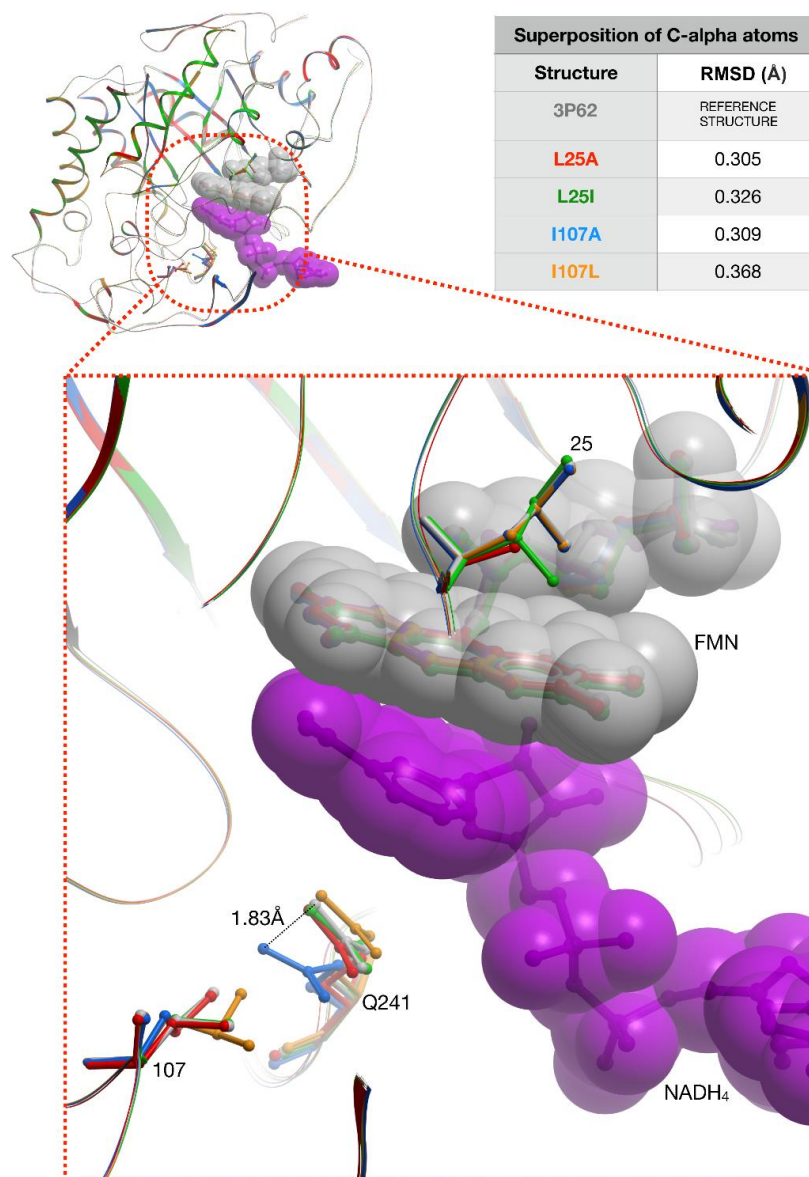 Superposition of C-alpha atoms
Structure RMSD (Å)
3P62 REFERENCE
STRUCTURE
L25A 0.305
L25I 0.326
I107A 0.309
I107L 0.368
25
FMN
1.83Å
Q241
107
NADH₄